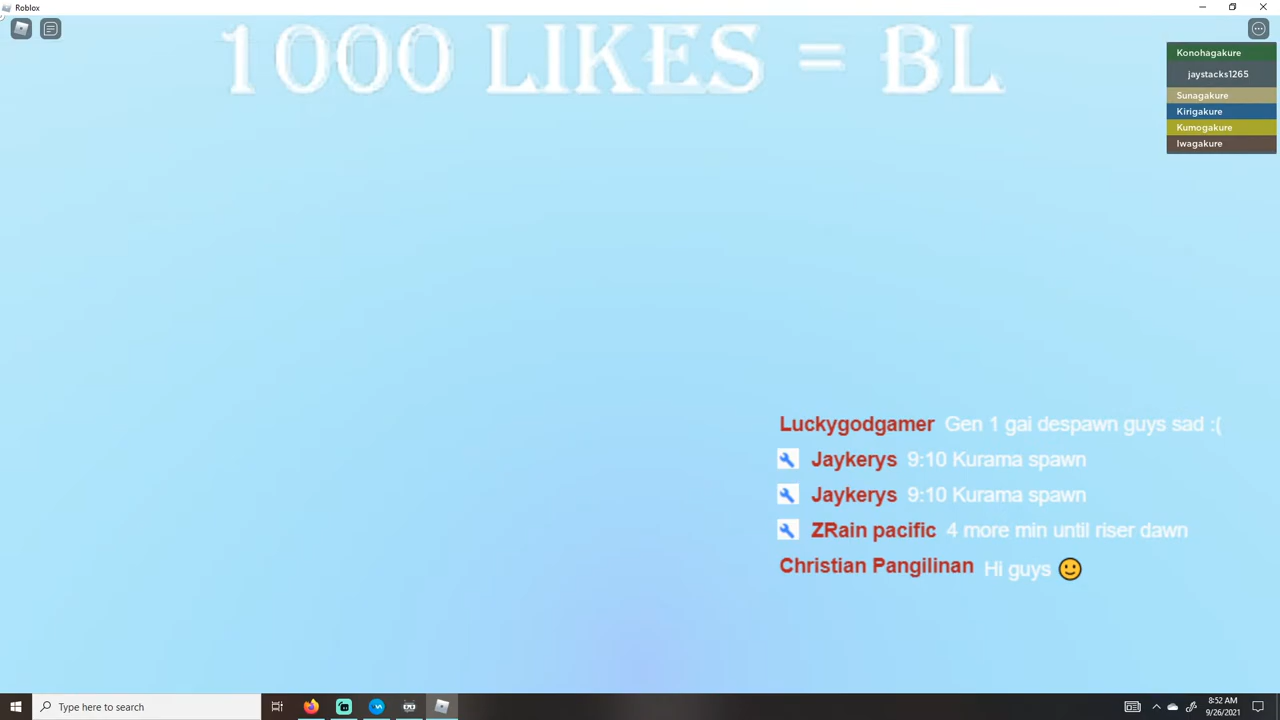 Roblox
1000 LIKES = BL
Konohagakure
jaystacks1265
Sunagakure
Kirigakure
Kumogakure
Iwagakure
Luckygodgamer Gen 1 gai despawn guys sad :(
Jaykerys 9:10 Kurama spawn
Jaykerys 9:10 Kurama spawn
ZRain pacific 4 more min until riser dawn
Christian Pangilinan Hi guys 🙂
Type here to search
8:52 AM
9/26/2021